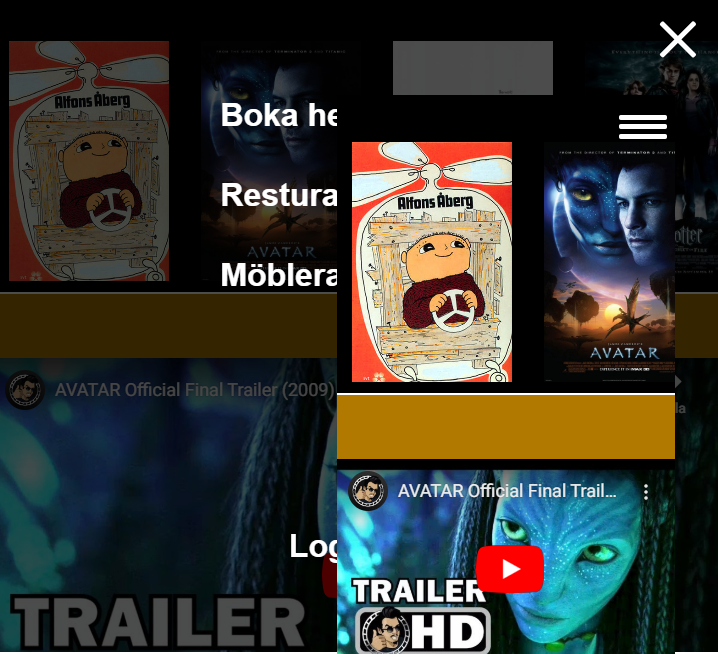 Alfons Åberg
Boka he
Restura
Möblera
AVATAR
FROM THE DIRECTOR OF TERMINATOR 2 AND TITANIC
AVATAR Official Final Trailer (2009)
Log
TRAILER
Alfons Åberg
FROM THE DIRECTOR OF TERMINATOR 2 AND TIT
AVATAR
AVATAR Official Final Trail...
TRAILER
HD